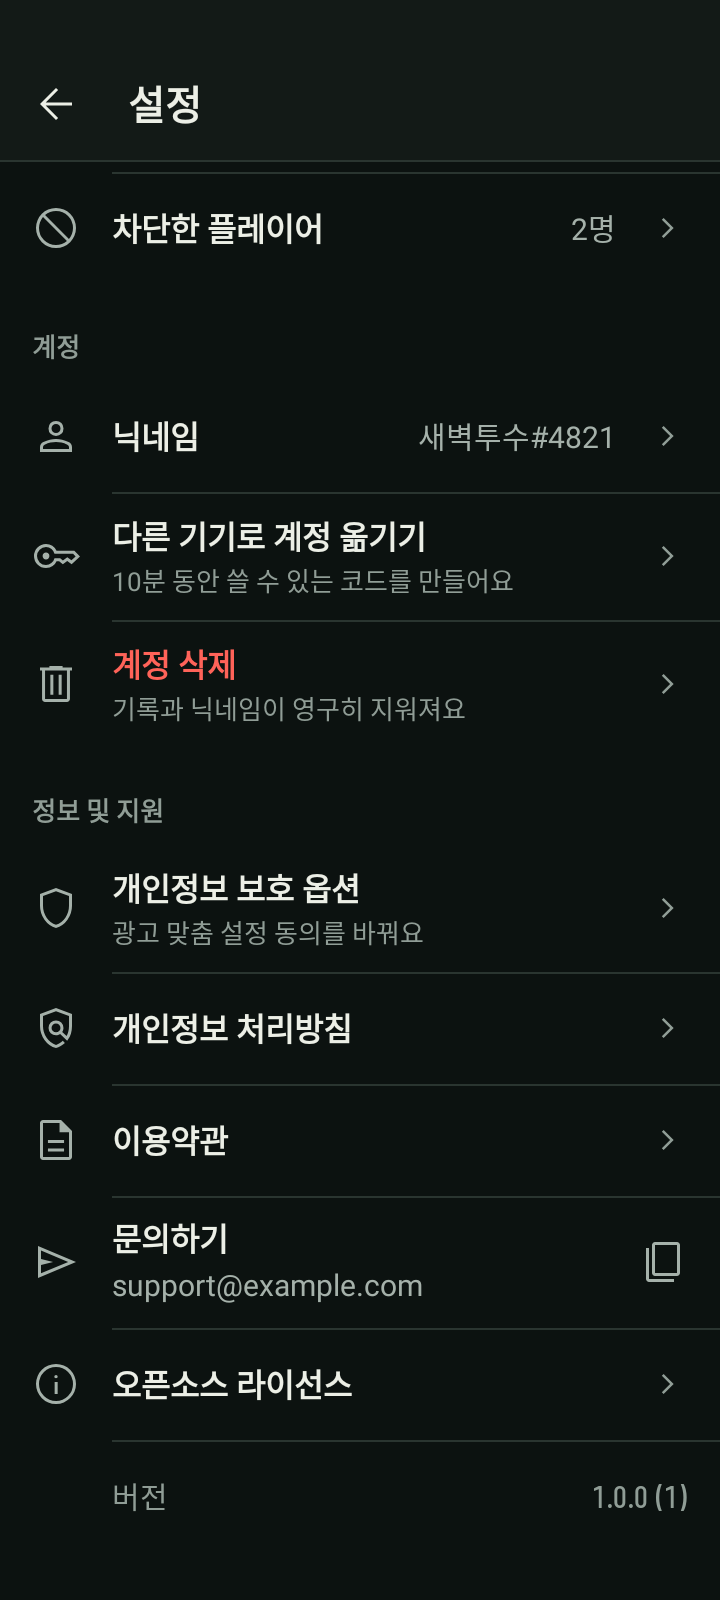 설정
차단한 플레이어 2명
계정
닉네임 새벽투수#4821
다른 기기로 계정 옮기기
10분 동안 쓸 수 있는 코드를 만들어요
계정 삭제
기록과 닉네임이 영구히 지워져요
정보 및 지원
개인정보 보호 옵션
광고 맞춤 설정 동의를 바꿔요
개인정보 처리방침
이용약관
문의하기
support@example.com
오픈소스 라이선스
버전 1.0.0 (1)